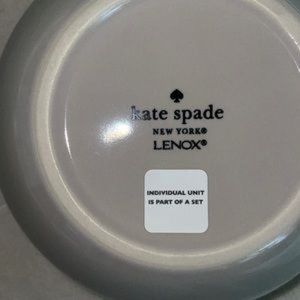 kate spade
NEW YORK®
LENOX®
INDIVIDUAL UNIT
IS PART OF A SET